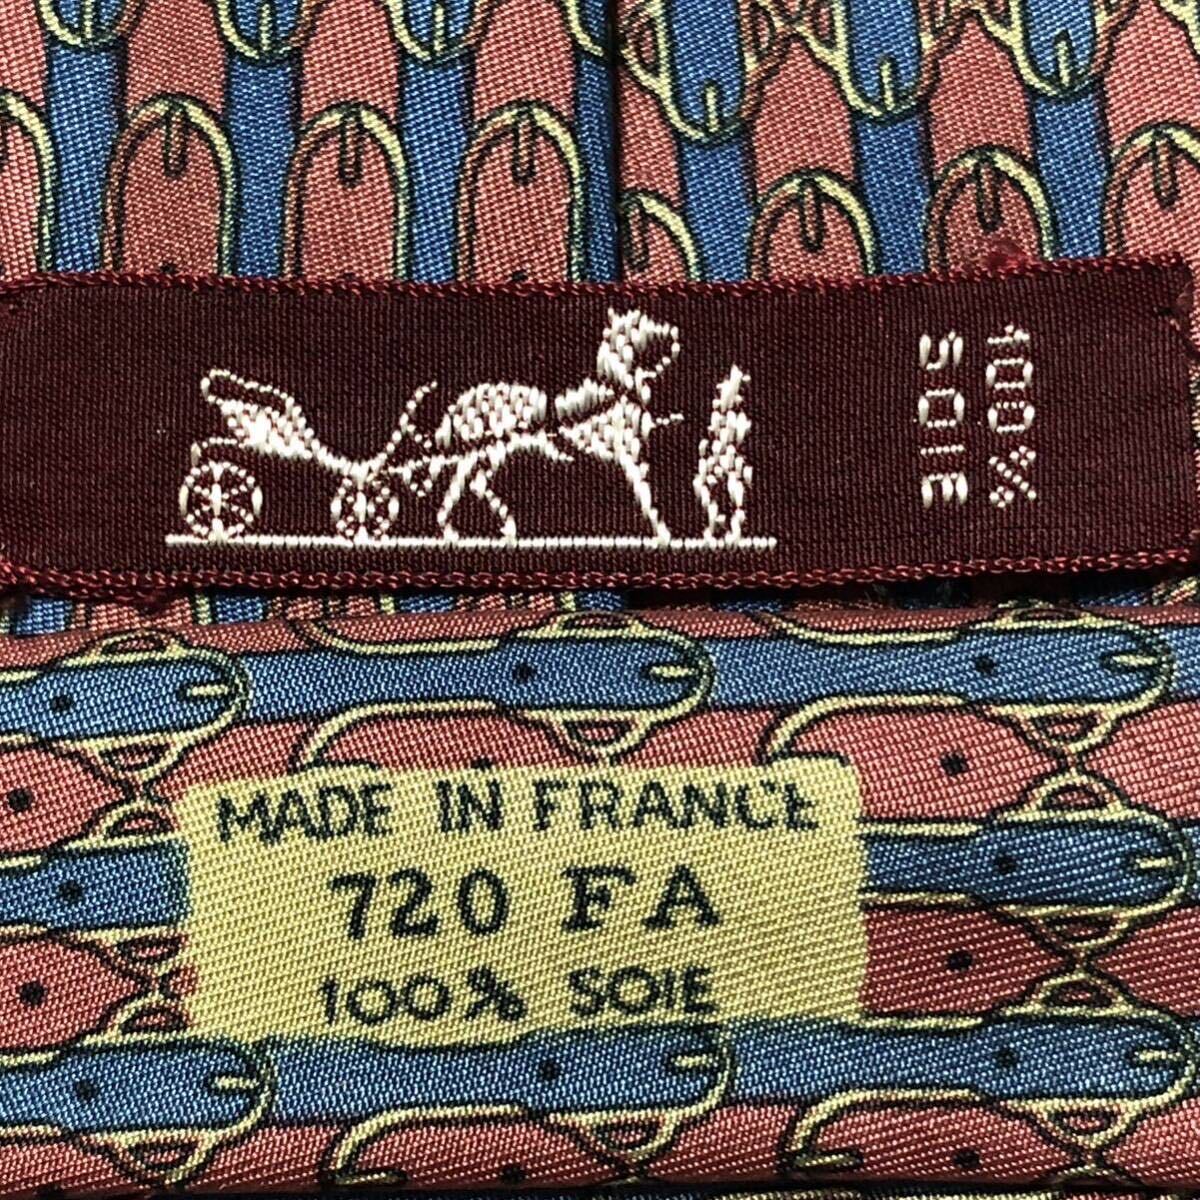 100%
SOIE
MADE IN FRANCE
720 FA
100% SOIE